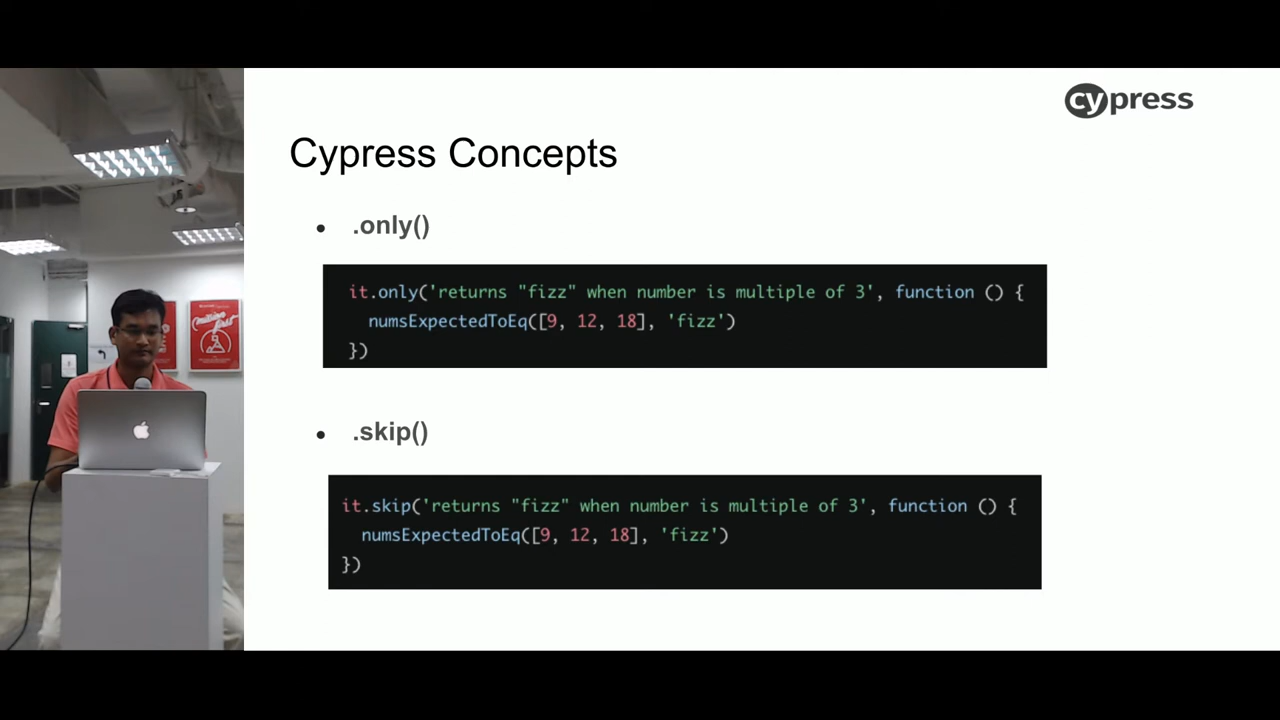 cypress
Cypress Concepts
• .only()
it.only('returns "fizz" when number is multiple of 3', function () {
numsExpectedToEq([9, 12, 18], 'fizz')
})
• .skip()
it.skip('returns "fizz" when number is multiple of 3', function () {
numsExpectedToEq([9, 12, 18], 'fizz')
})